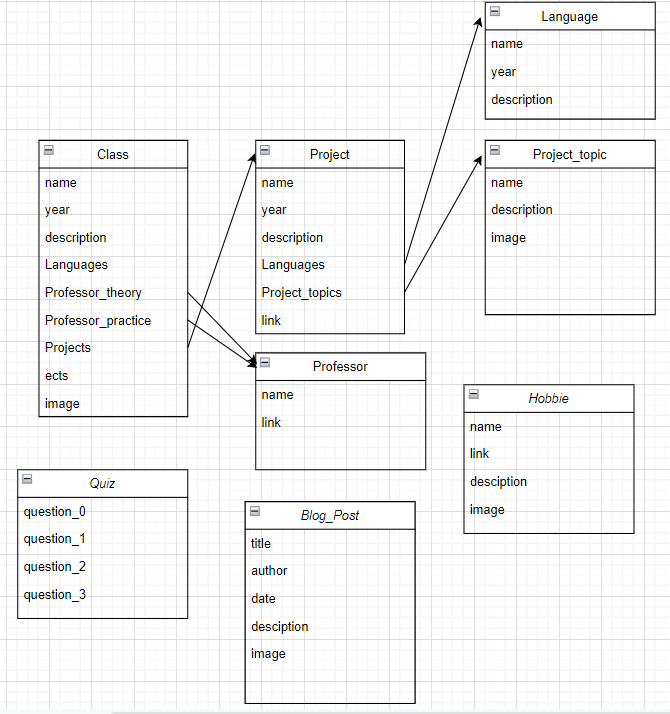 Language
name
year
description
Class
name
year
description
Languages
Professor_theory
Professor_practice
Projects
ects
image
Project
name
year
description
Languages
Project_topics
link
Project_topic
name
description
image
Professor
name
link
Hobbie
name
link
desciption
image
Quiz
question_0
question_1
question_2
question_3
Blog_Post
title
author
date
desciption
image